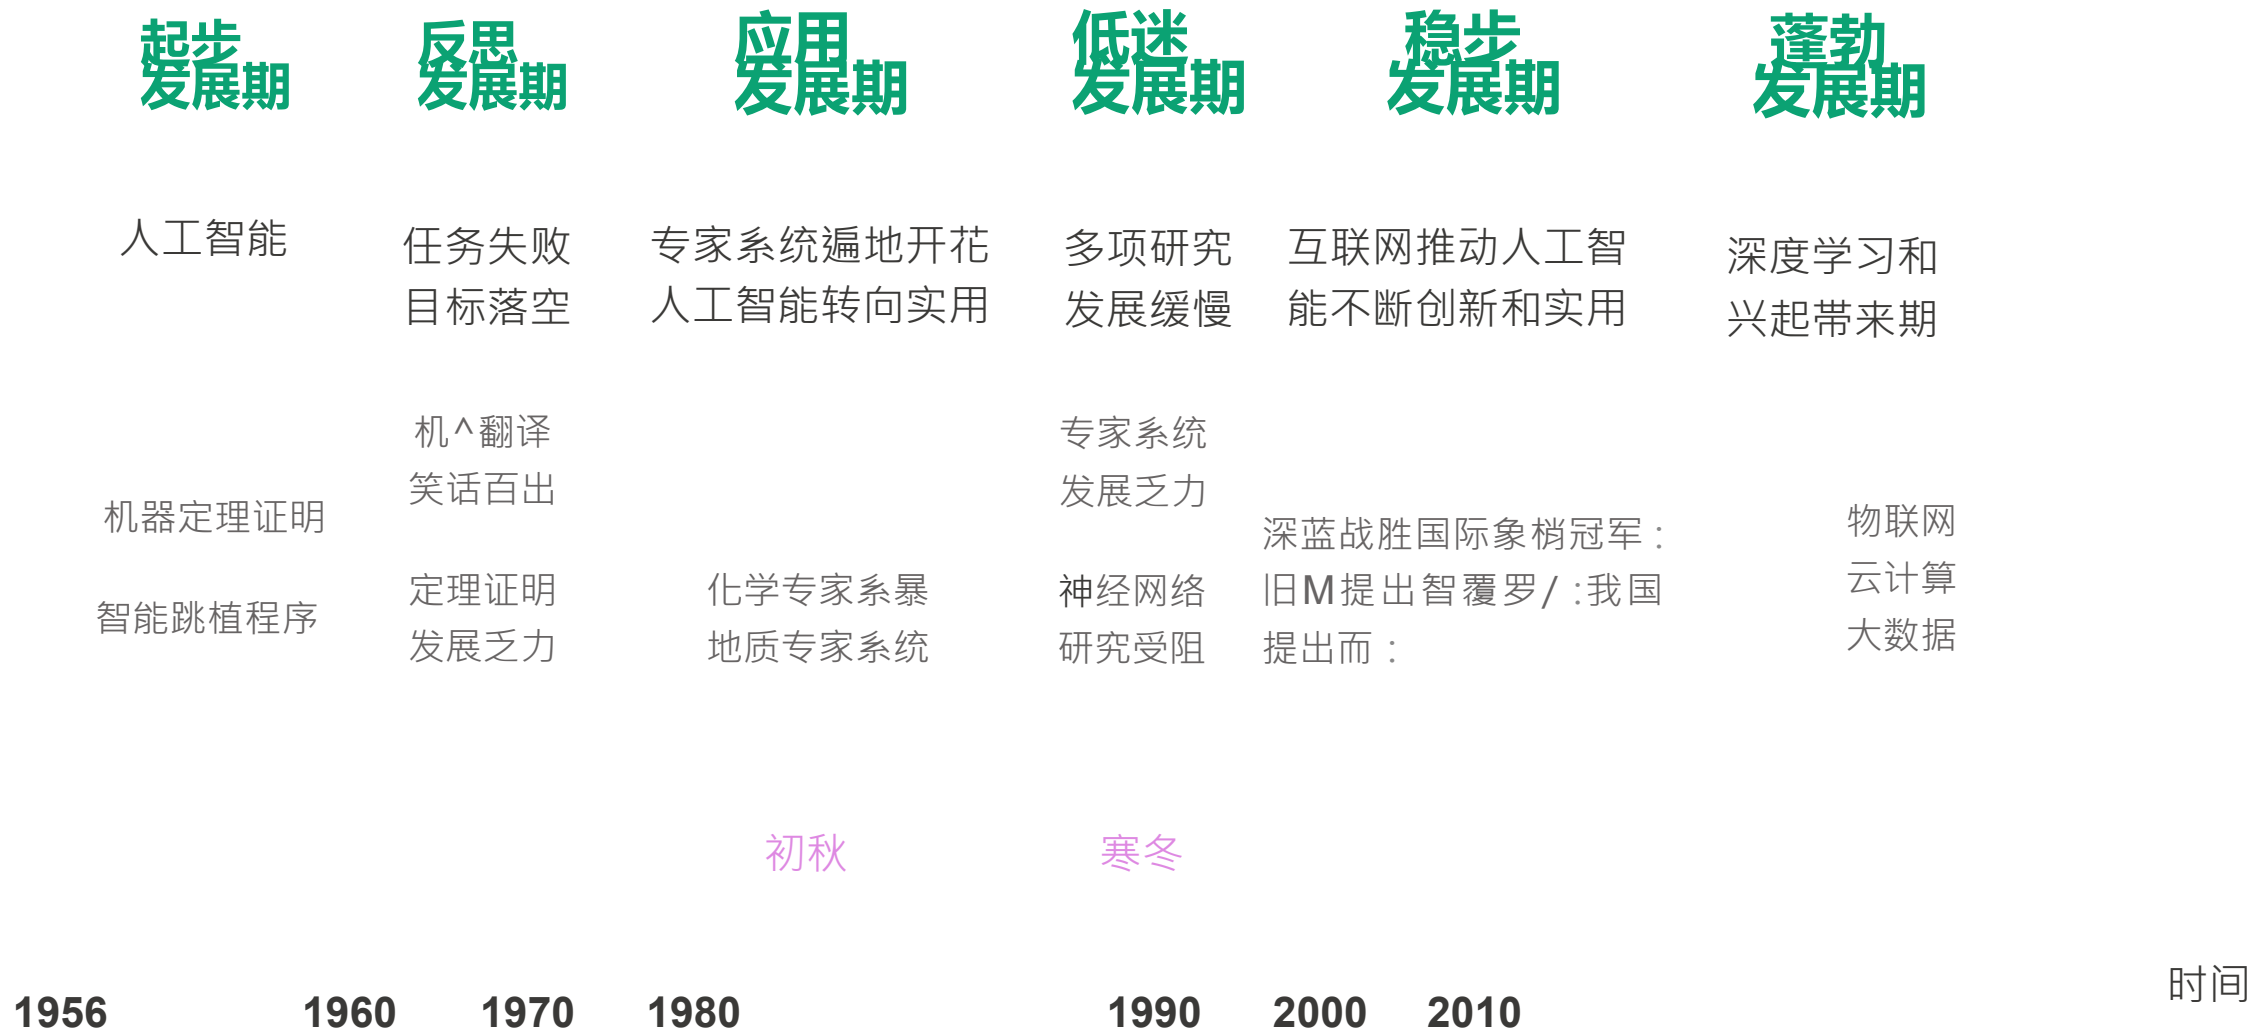 起步
发展期
反思
发展期
应用
发展期
低迷
发展期
稳步
发展期
蓬勃
发展期
人工智能
任务失败
目标落空
专家系统遍地开花
人工智能转向实用
多项研究
发展缓慢
互联网推动人工智
能不断创新和实用
深度学习和
兴起带来期
机器定理证明
智能跳植程序
机^翻译
笑话百出
定理证明
发展乏力
化学专家系暴
地质专家系统
专家系统
发展乏力
神经网络
研究受阻
深蓝战胜国际象梢冠军：
旧M提出智覆罗/ :我国
提出而：
物联网
云计算
大数据
初秋
寒冬
时间
1956
1960
1970
1980
1990
2000
2010